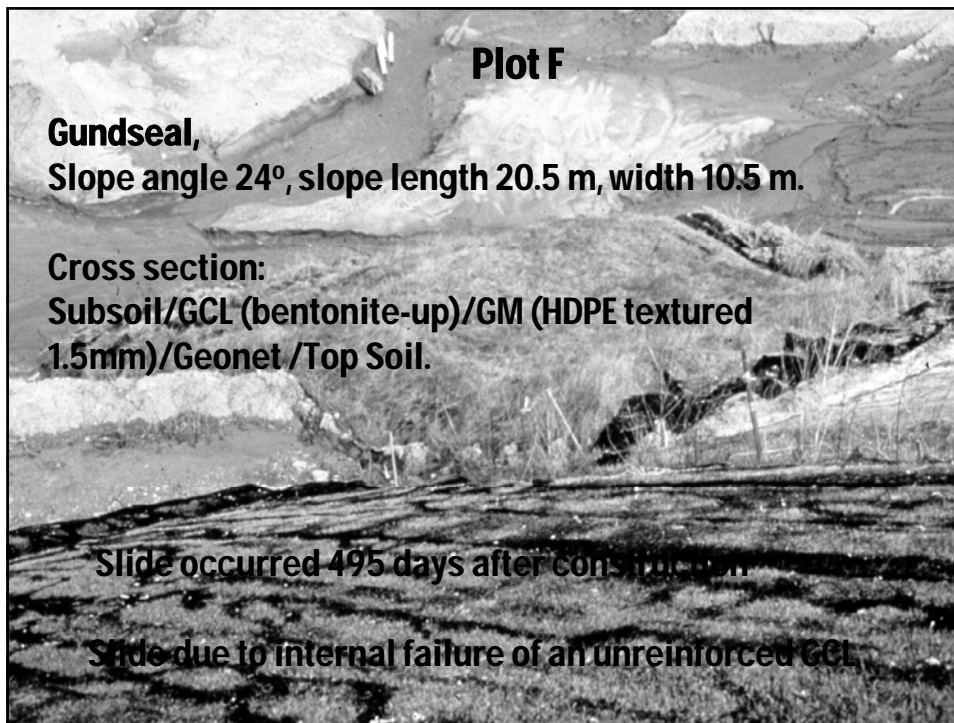 Plot F
Gundseal,
Slope angle 24º, slope length 20.5 m, width 10.5 m.
Cross section:
Subsoil/GCL (bentonite-up)/GM (HDPE textured
1.5mm)/Geonet /Top Soil.
Slide occurred 495 days after construction
Slide due to internal failure of an unreinforced GCL